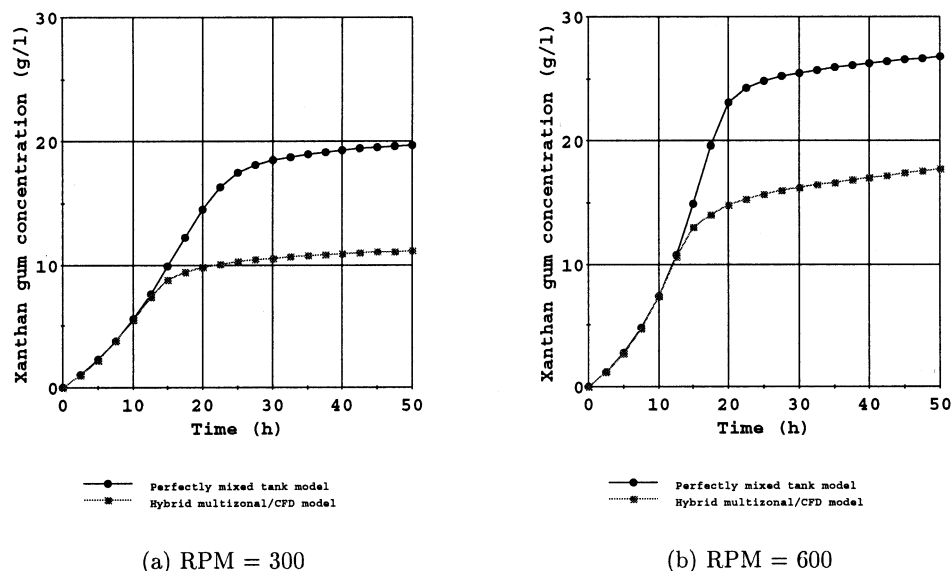 Xanthan gum concentration (g/l)
30
20
10
0
0 10 20 30 40 50
Time (h)
Perfectly mixed tank model
Hybrid multizonal/CFD model
(a) RPM = 300
Xanthan gum concentration (g/l)
30
20
10
0
0 10 20 30 40 50
Time (h)
Perfectly mixed tank model
Hybrid multizonal/CFD model
(b) RPM = 600